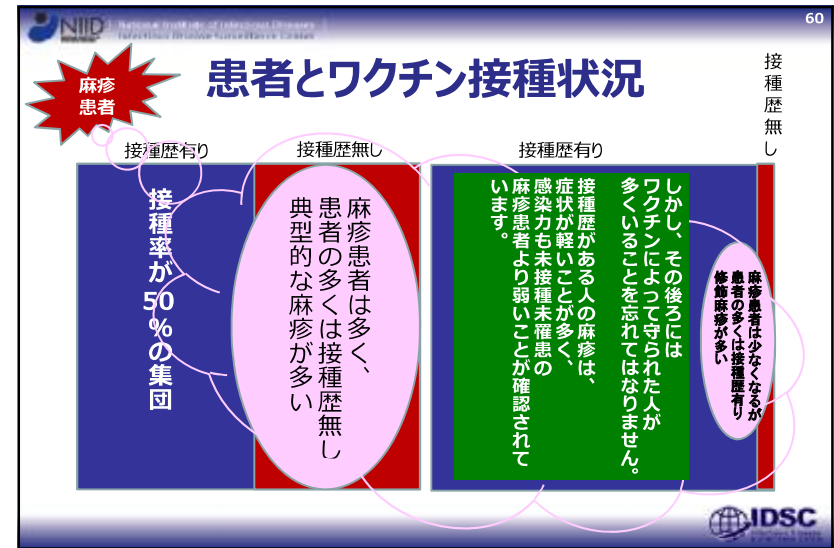 60
NIID National Institute of Infectious Diseases
Infectious Disease Surveillance Center
患者とワクチン接種状況
麻疹
患者
接種歴有り
接種歴無し
接種歴有り
接種歴無し
接種率が50%の集団
麻疹患者は多く、
患者の多くは接種歴無し
典型的な麻疹が多い
しかし、その後ろには
ワクチンによって守られた人が
多くいることを忘れてはなりません。
接種歴がある人の麻疹は、
症状が軽いことが多く、
感染力も未接種未罹患の
麻疹患者より弱いことが確認されて
います。
麻疹患者は少なくなるが
患者の多くは接種歴有り
修飾麻疹が多い
IDSC